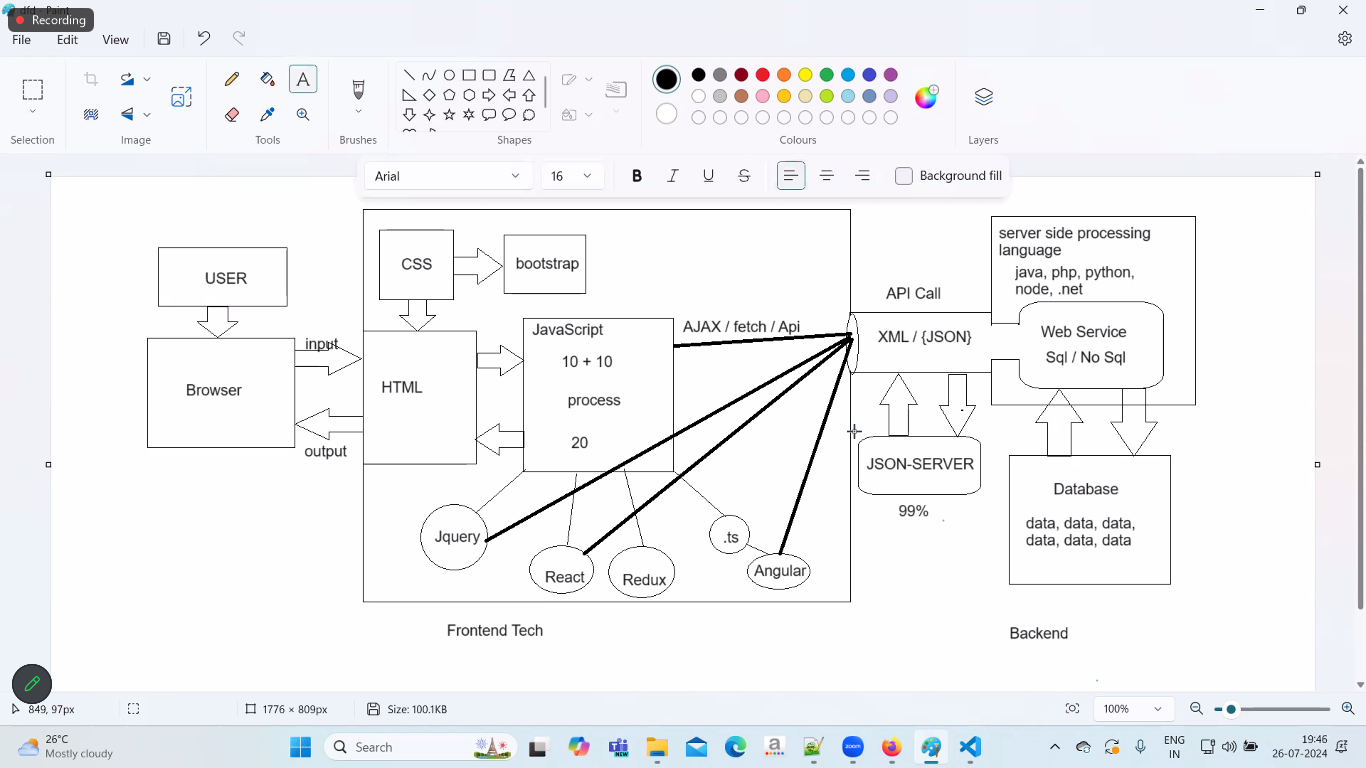 dfd - Paint
Recording
File
Edit
View
Selection
Image
Tools
Brushes
Shapes
Colours
Layers
Arial
16
B
I
U
Background fill
USER
Browser
input
output
CSS
bootstrap
HTML
JavaScript
10 + 10
process
20
Jquery
React
Redux
.ts
Angular
Frontend Tech
AJAX / fetch / Api
API Call
XML / {JSON}
JSON-SERVER
99%
server side processing
language
java, php, python,
node, .net
Web Service
Sql / No Sql
Database
data, data, data,
data, data, data
Backend
849, 97px
1776 × 809px
Size: 100.1KB
100%
26°C
Mostly cloudy
Search
NEW
zoom
ENG
IN
19:46
26-07-2024